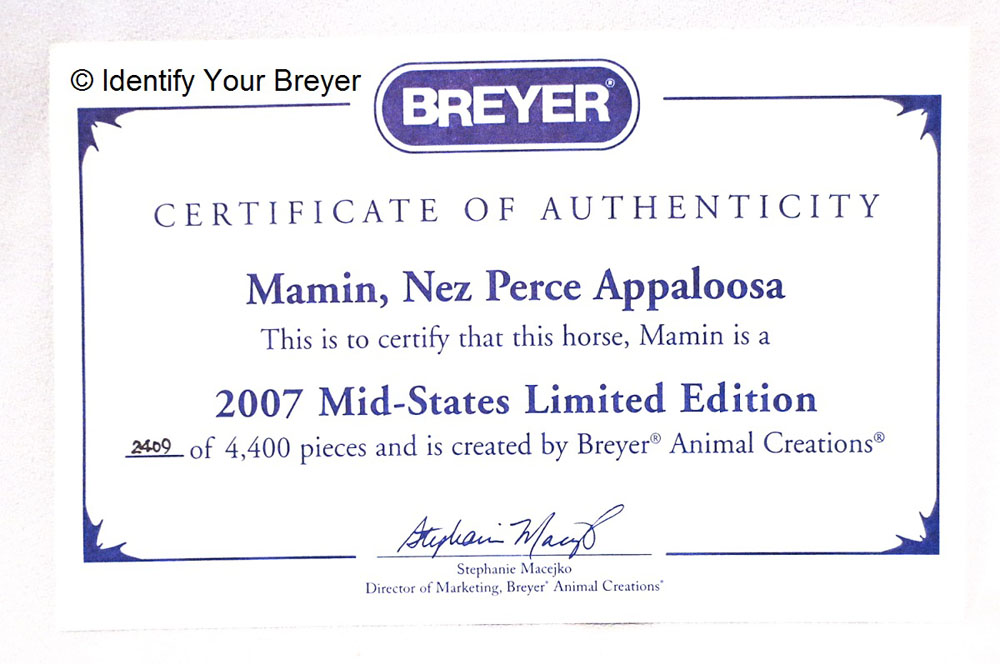 © Identify Your Breyer
BREYER®
CERTIFICATE OF AUTHENTICITY
Mamin, Nez Perce Appaloosa
This is to certify that this horse, Mamin is a
2007 Mid-States Limited Edition
2409 of 4,400 pieces and is created by Breyer® Animal Creations®
Stephanie Macejko
Stephanie Macejko
Director of Marketing, Breyer® Animal Creations®